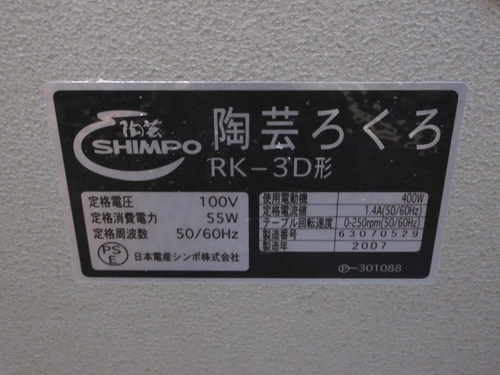 陶芸
SHIMPO
陶芸ろくろ
RK-3D形
定格電圧 100V
定格消費電力 55W
定格周波数 50/60Hz
PS
E
日本電産シンポ株式会社
使用電動機 400W
定格電流値 1.4A(50/60Hz)
テーブル回転速度 0-250rpm(50/60Hz)
製造番号 63070529
製造年 2007
Ⓟ-301088